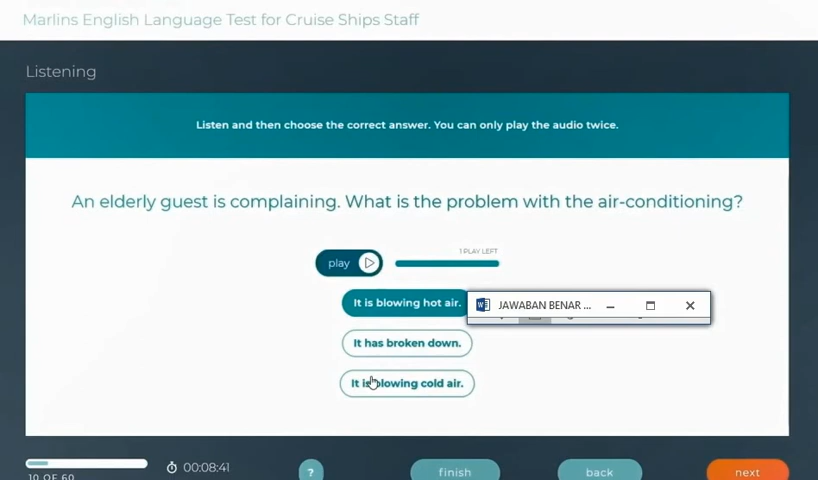 Marlins English Language Test for Cruise Ships Staff
Listening
Listen and then choose the correct answer. You can only play the audio twice.
An elderly guest is complaining. What is the problem with the air-conditioning?
1 PLAY LEFT
play
It is blowing hot air.
JAWABAN BENAR ...
It has broken down.
It is blowing cold air.
10 OF 60
00:08:41
?
finish
back
next